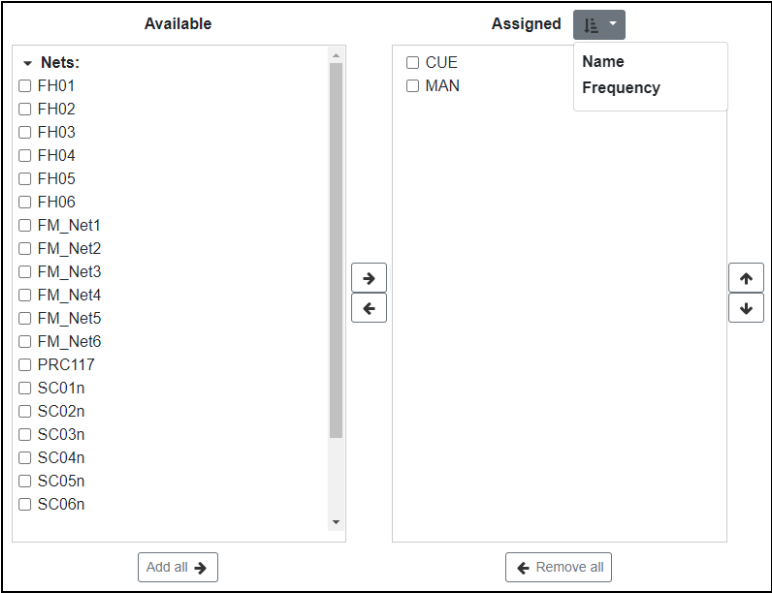 Available
Nets:
FH01
FH02
FH03
FH04
FH05
FH06
FM_Net1
FM_Net2
FM_Net3
FM_Net4
FM_Net5
FM_Net6
PRC117
SC01n
SC02n
SC03n
SC04n
SC05n
SC06n
Add all
Assigned
Name
Frequency
CUE
MAN
Remove all